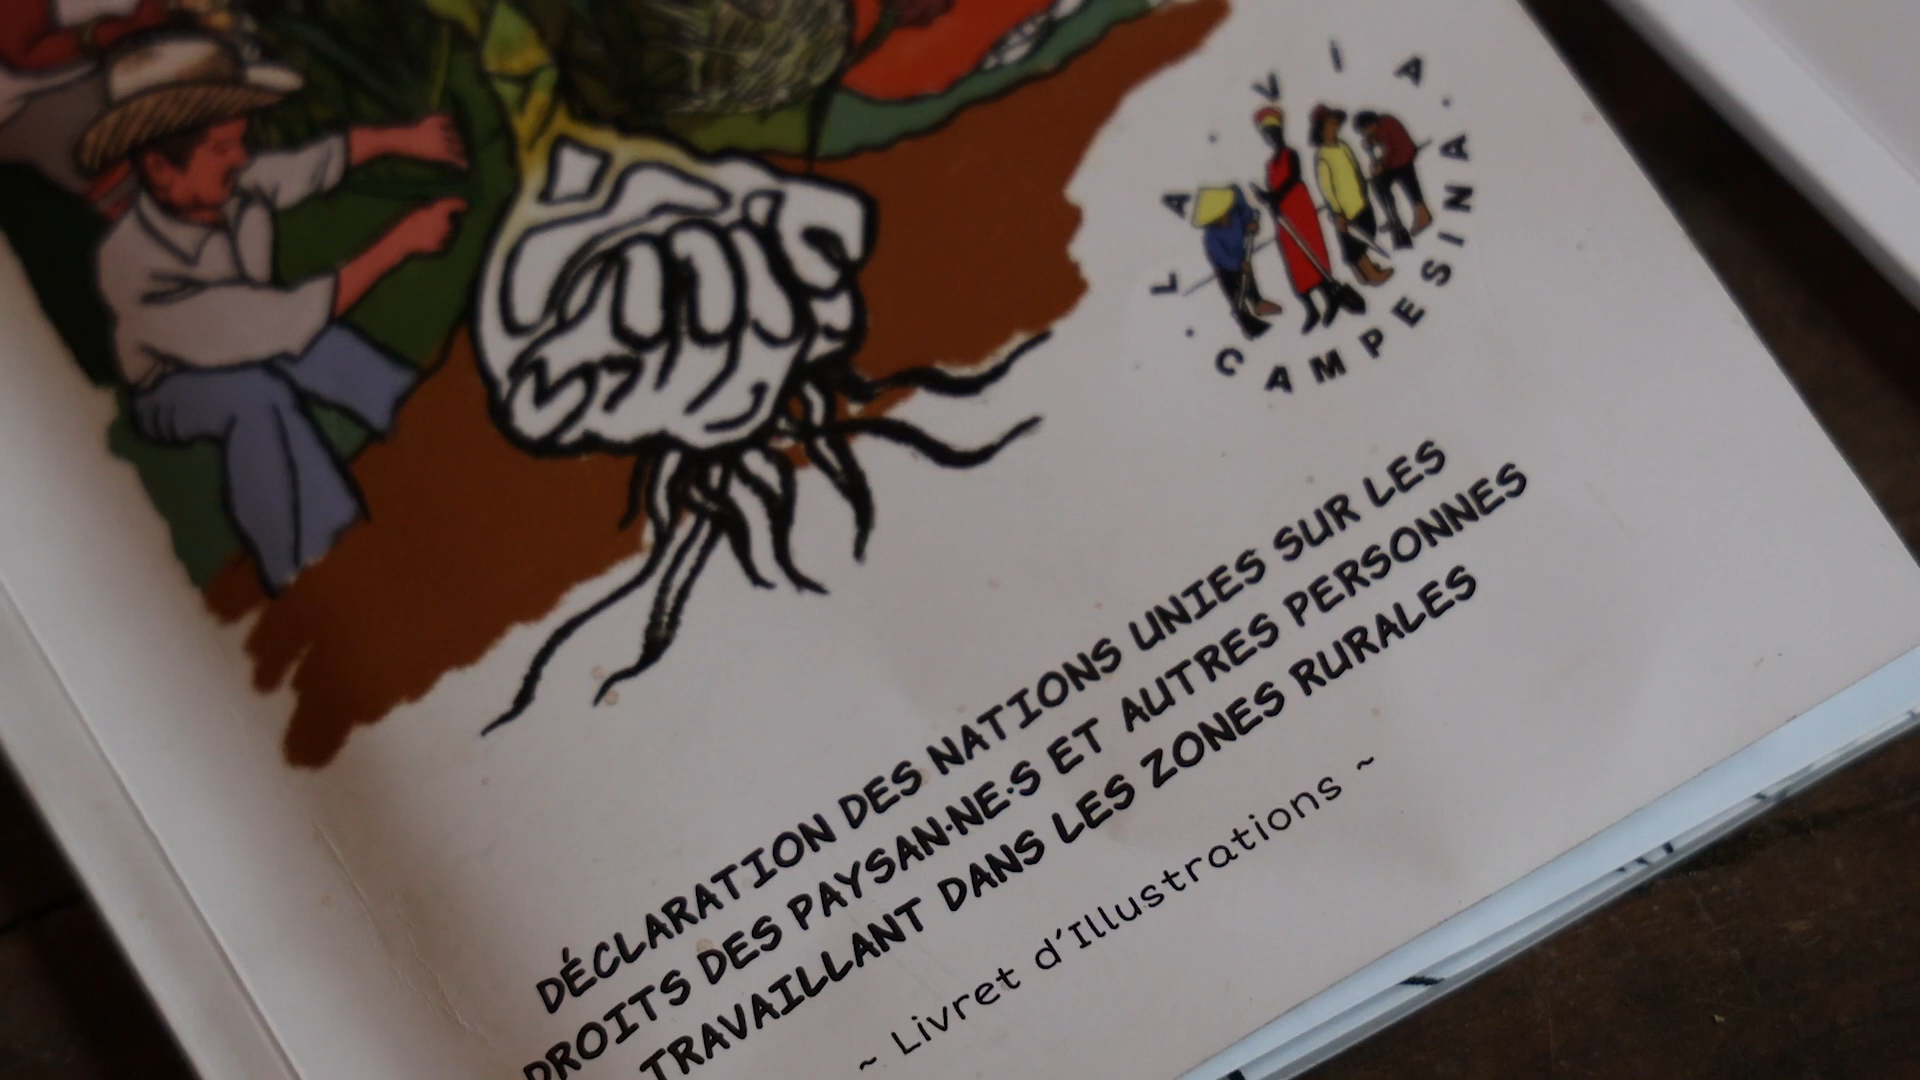 LA VÍA CAMPESINA
DÉCLARATION DES NATIONS UNIES SUR LES
DROITS DES PAYSAN·NE·S ET AUTRES PERSONNES
TRAVAILLANT DANS LES ZONES RURALES
~ Livret d'Illustrations ~